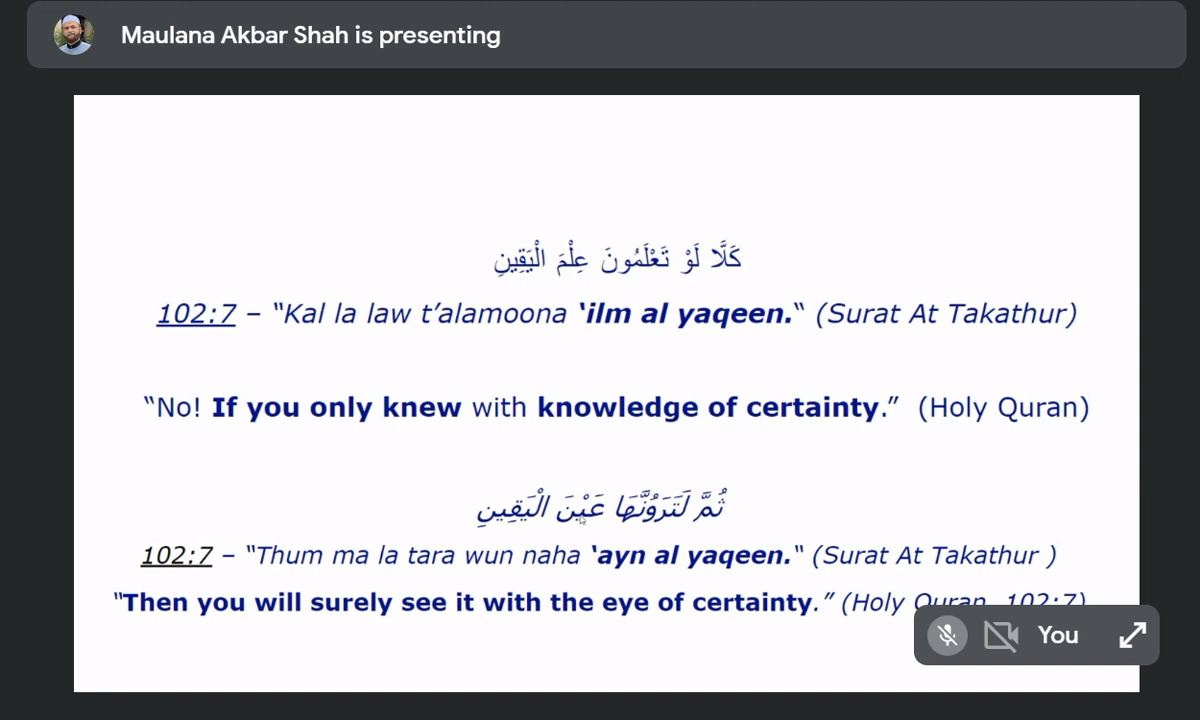 Maulana Akbar Shah is presenting
كَلَّا لَوْ تَعْلَمُونَ عِلْمَ الْيَقِينِ
102:7 – “Kal la law t’alamoona ‘ilm al yaqeen.“ (Surat At Takathur)
“No! If you only knew with knowledge of certainty.” (Holy Quran)
ثُمَّ لَتَرَوُنَّهَا عَيْنَ الْيَقِينِ
102:7 – “Thum ma la tara wun naha ‘ayn al yaqeen.“ (Surat At Takathur )
“Then you will surely see it with the eye of certainty.” (Holy Quran, 102:7)
You